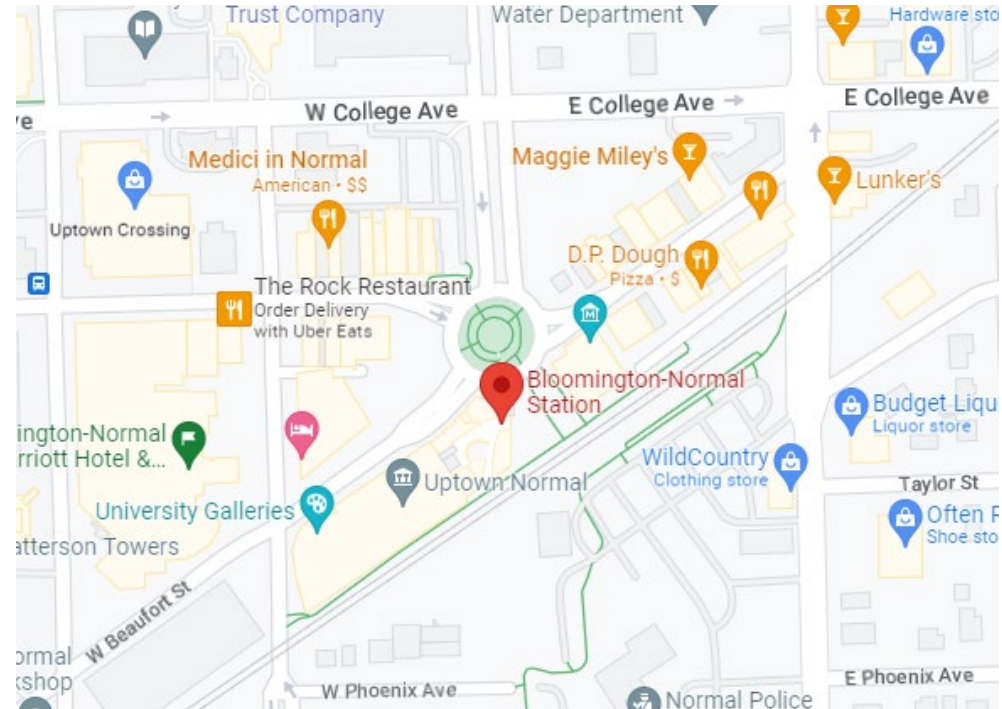 Trust Company
Water Department
Hardware sto
ve
W College Ave
E College Ave
E College Ave
Medici in Normal
American · $$
Maggie Miley's
Lunker's
Uptown Crossing
D.P. Dough
Pizza · $
The Rock Restaurant
Order Delivery
with Uber Eats
Bloomington-Normal
Station
Budget Liqu
Liquor store
ington-Normal
rriott Hotel &...
WildCountry
Clothing store
Uptown Normal
Taylor St
University Galleries
Often R
Shoe sto
atterson Towers
W Beaufort St
ormal
kshop
W Phoenix Ave
E Phoenix Ave
Normal Police